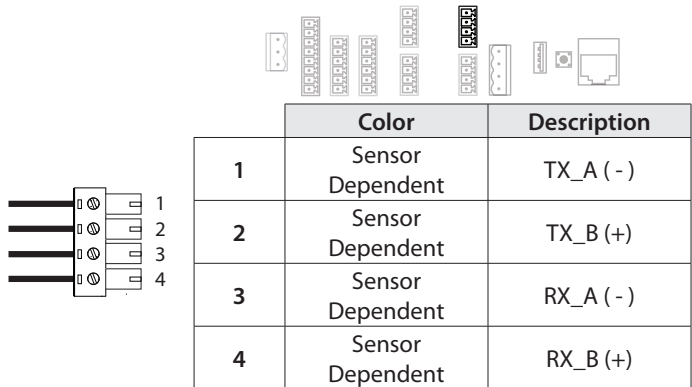 Color Description
1 Sensor Dependent TX_A ( - )
2 Sensor Dependent TX_B (+)
3 Sensor Dependent RX_A ( - )
4 Sensor Dependent RX_B (+)
1
2
3
4